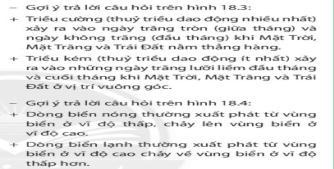 – Gợi ý trả lời câu hỏi trên hình 18.3:
+ Triều cường (thuỷ triều dao động nhiều nhất)
xảy ra vào ngày trăng tròn (giữa tháng) và
ngày không trăng (đầu tháng) khi Mặt Trời,
Mặt Trăng và Trái Đất nằm thẳng hàng.
+ Triều kém (thuỷ triều dao động ít nhất) xảy
ra vào những ngày trăng lưỡi liềm đầu tháng
và cuối tháng khi Mặt Trời, Mặt Trăng và Trái
Đất ở vị trí vuông góc.
– Gợi ý trả lời câu hỏi trên hình 18.4:
+ Dòng biển nóng thường xuất phát từ vùng
biển ở vĩ độ thấp, chảy lên vùng biển ở
vĩ độ cao.
+ Dòng biển lạnh thường xuất phát từ vùng
biển ở vĩ độ cao chảy về vùng biển ở vĩ độ
thấp hơn.